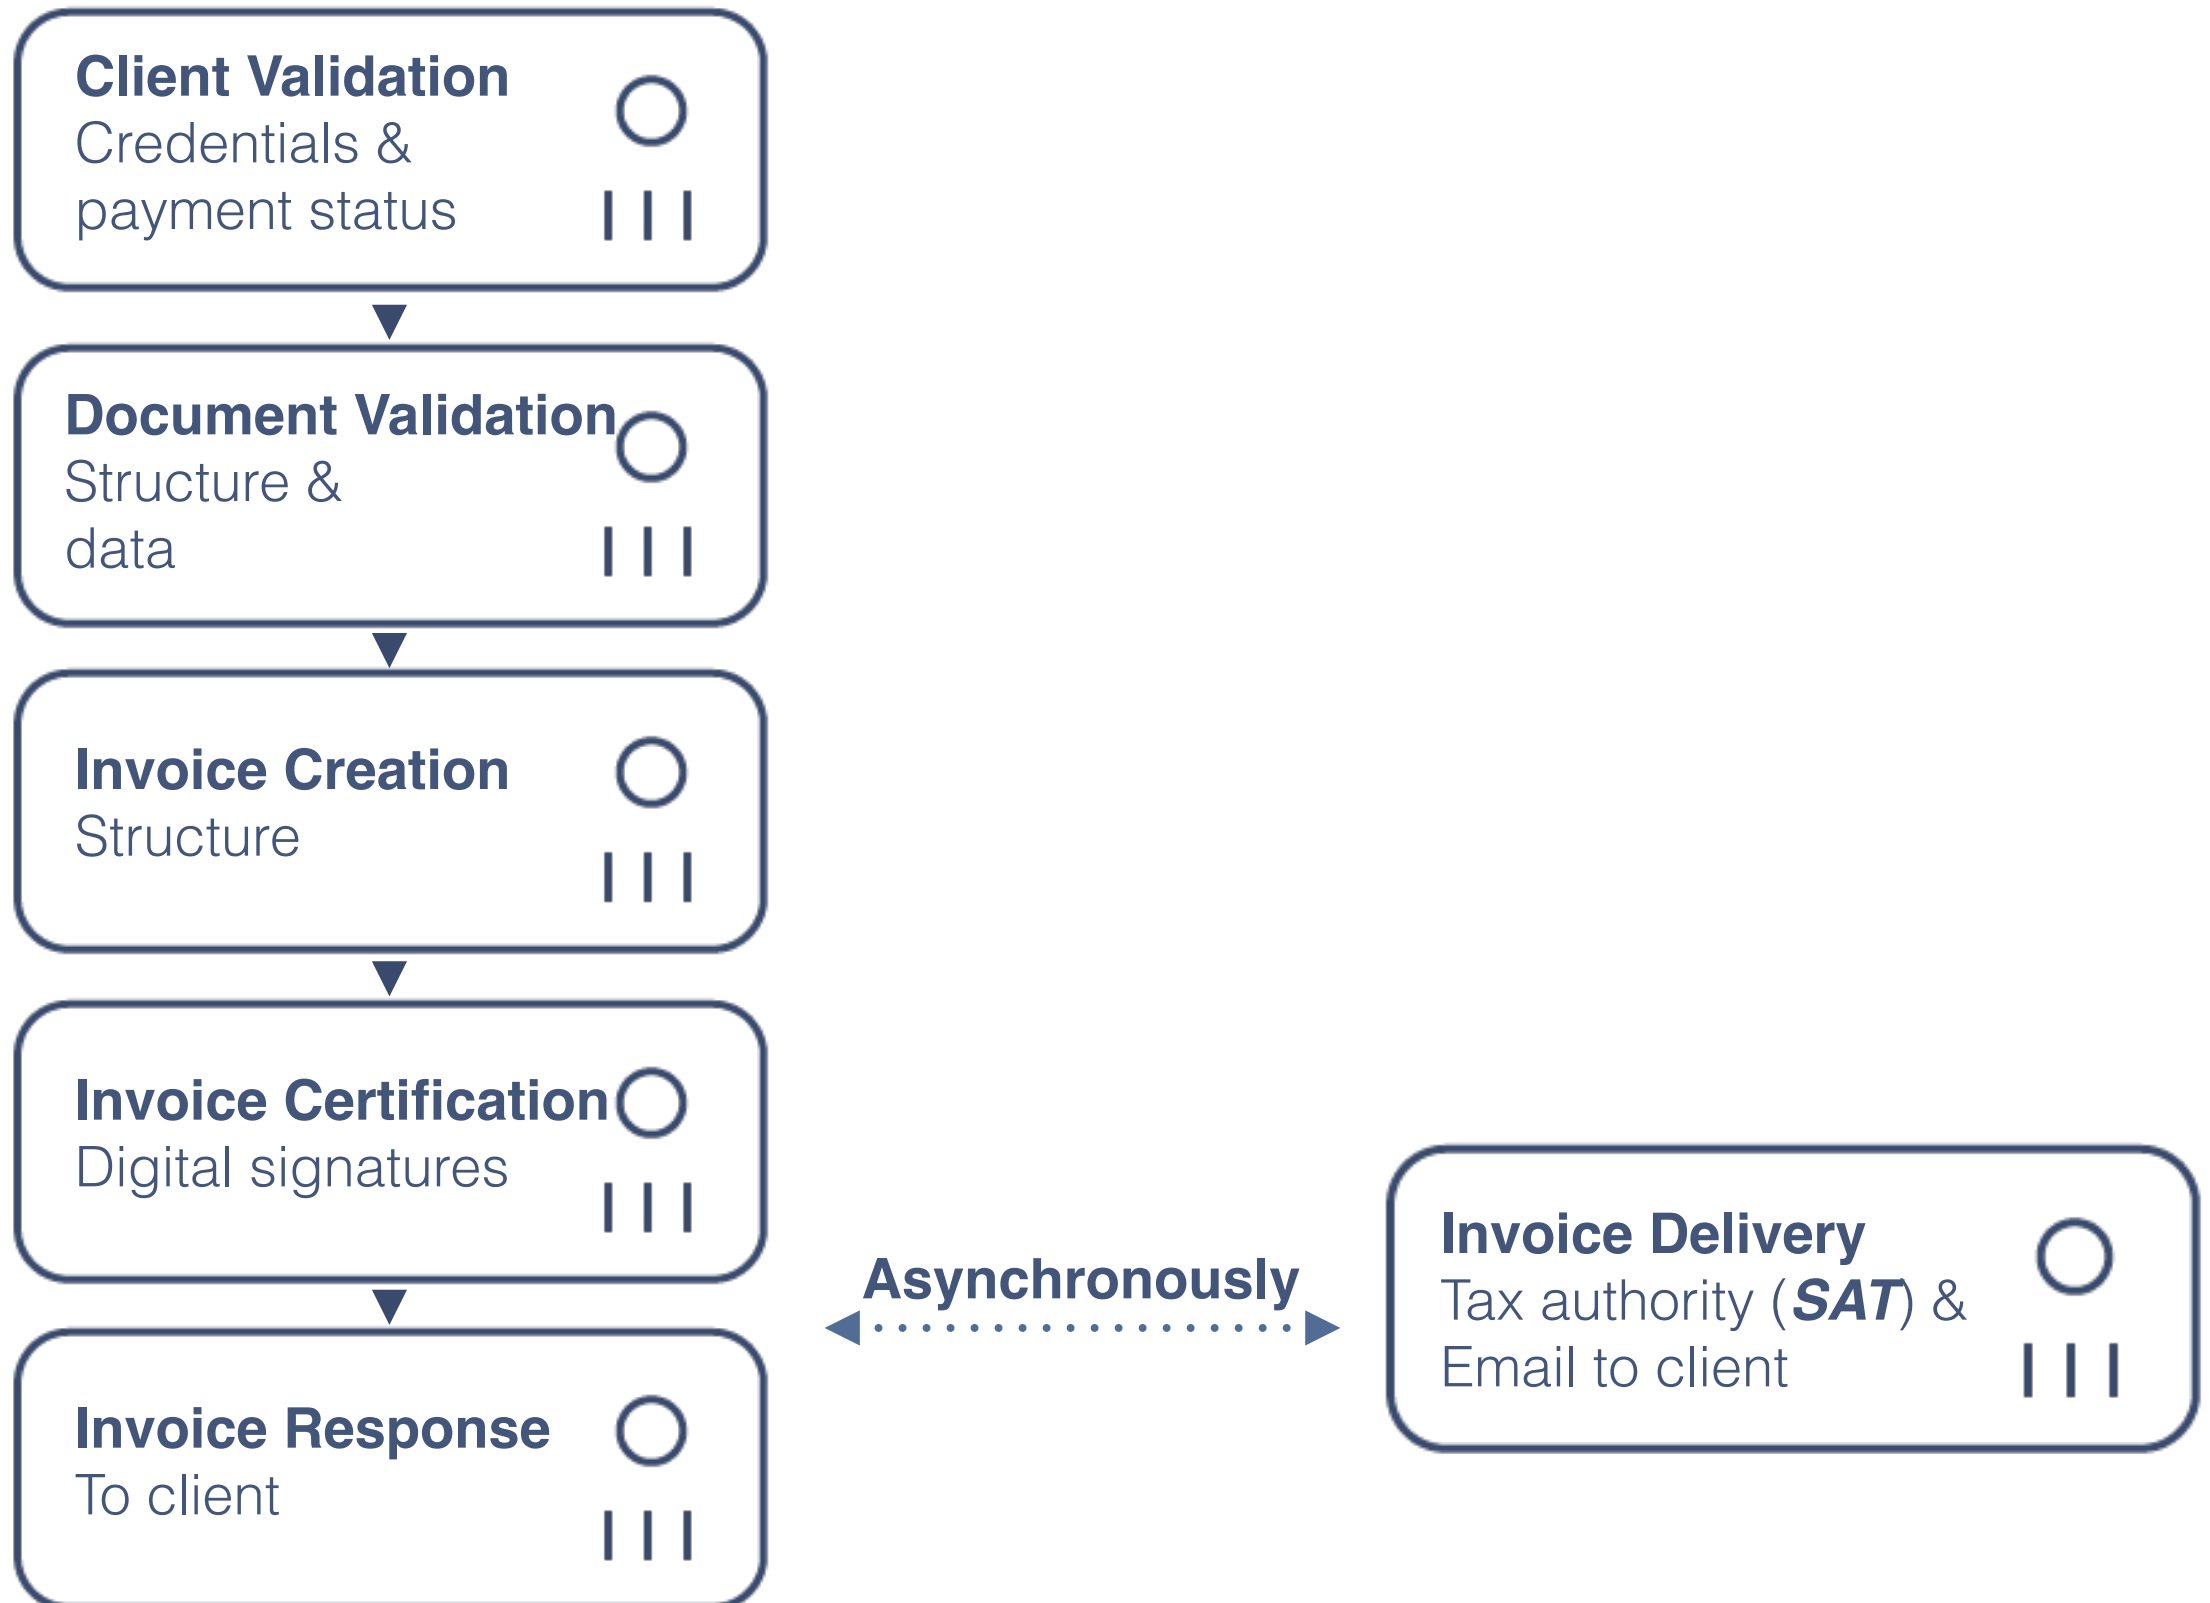 Client Validation
Credentials &
payment status
Document Validation
Structure &
data
Invoice Creation
Structure
Invoice Certification
Digital signatures
Invoice Response
To client
Asynchronously
Invoice Delivery
Tax authority (SAT) &
Email to client